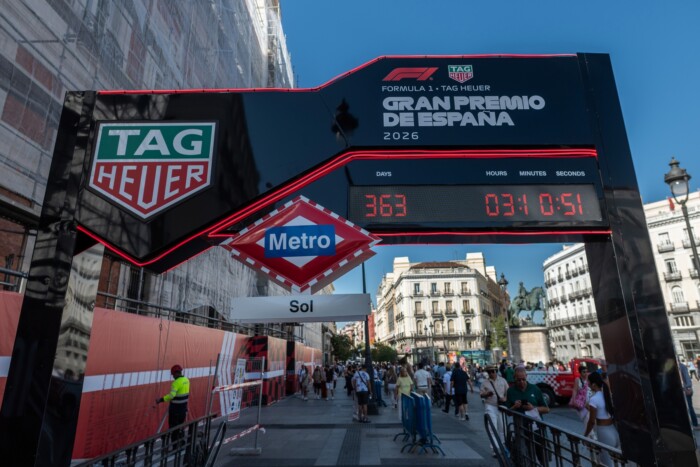 TAG
HEUER
F1
TAG
HEUER
FORMULA 1 • TAG HEUER
GRAN PREMIO
DE ESPAÑA
2026
DAYS HOURS MINUTES SECONDS
363 03 10:51
Metro
Sol